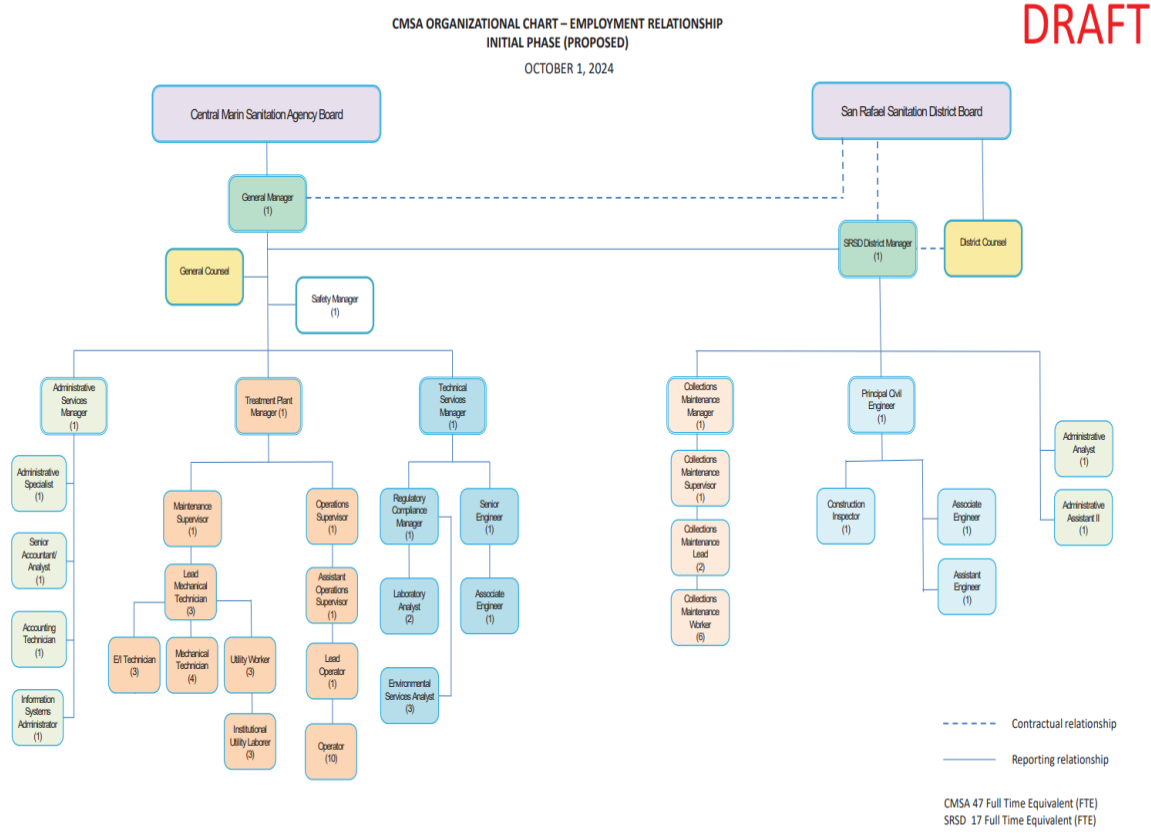 CMSA ORGANIZATIONAL CHART – EMPLOYMENT RELATIONSHIP
INITIAL PHASE (PROPOSED)
OCTOBER 1, 2024
DRAFT
Central Marin Sanitation Agency Board
San Rafael Sanitation District Board
General Manager
(1)
SRSD District Manager
(1)
District Counsel
General Counsel
Safety Manager
(1)
Administrative
Services
Manager
(1)
Treatment Plant
Manager (1)
Technical
Services
Manager
(1)
Collections
Maintenance
Manager
(1)
Principal Civil
Engineer
(1)
Administrative
Analyst
(1)
Administrative
Assistant II
(1)
Administrative
Specialist
(1)
Senior
Accountant/
Analyst
(1)
Accounting
Technician
(1)
Information
Systems
Administrator
(1)
Maintenance
Supervisor
(1)
Lead
Mechanical
Technician
(3)
E/I Technician
(3)
Mechanical
Technician
(4)
Utility Worker
(3)
Institutional
Utility Laborer
(3)
Operations
Supervisor
(1)
Assistant
Operations
Supervisor
(1)
Lead
Operator
(1)
Operator
(10)
Regulatory
Compliance
Manager
(1)
Laboratory
Analyst
(2)
Environmental
Services Analyst
(3)
Senior
Engineer
(1)
Associate
Engineer
(1)
Collections
Maintenance
Supervisor
(1)
Collections
Maintenance
Lead
(2)
Collections
Maintenance
Worker
(6)
Construction
Inspector
(1)
Associate
Engineer
(1)
Assistant
Engineer
(1)
Contractual relationship
Reporting relationship
CMSA 47 Full Time Equivalent (FTE)
SRSD 17 Full Time Equivalent (FTE)